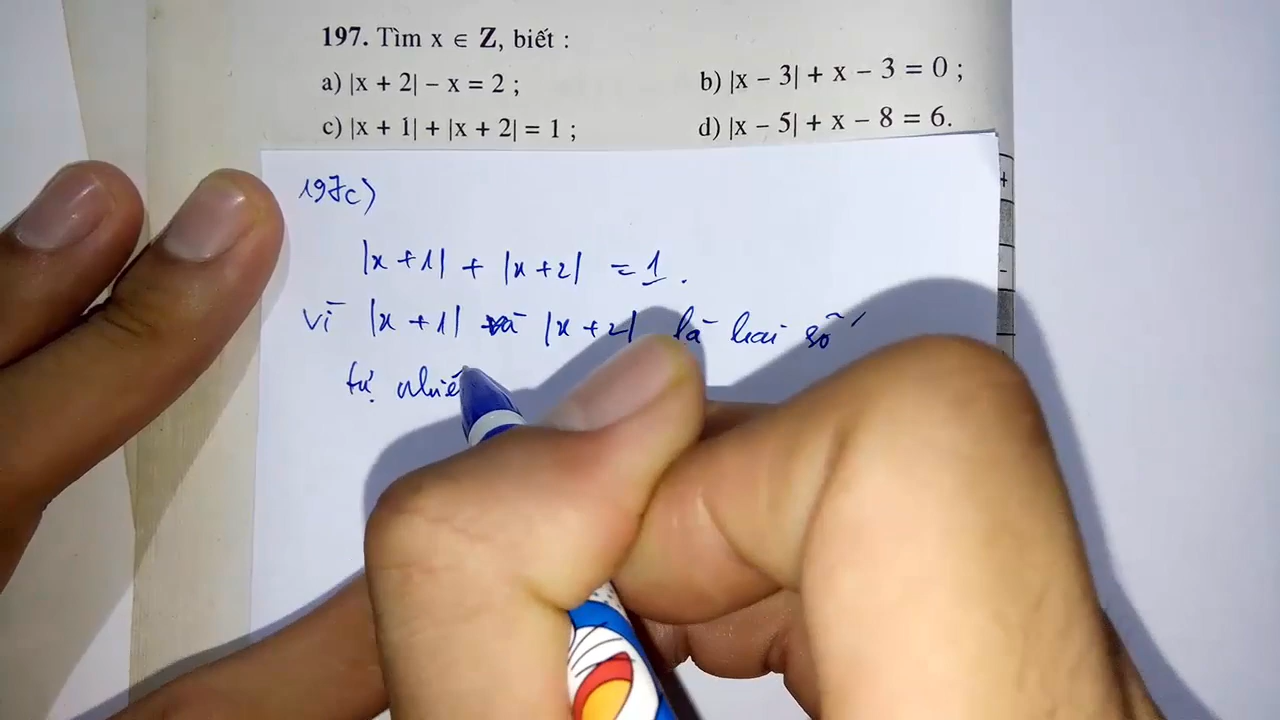 197. Tìm x ∈ Z, biết :
a) |x + 2| − x = 2 ;
b) |x − 3| + x − 3 = 0 ;
c) |x + 1| + |x + 2| = 1 ;
d) |x − 5| + x − 8 = 6.
197c)
|x + 1| + |x + 2| = 1.
vì |x + 1| và |x + 2| là hai số
tự nhiê
+
-